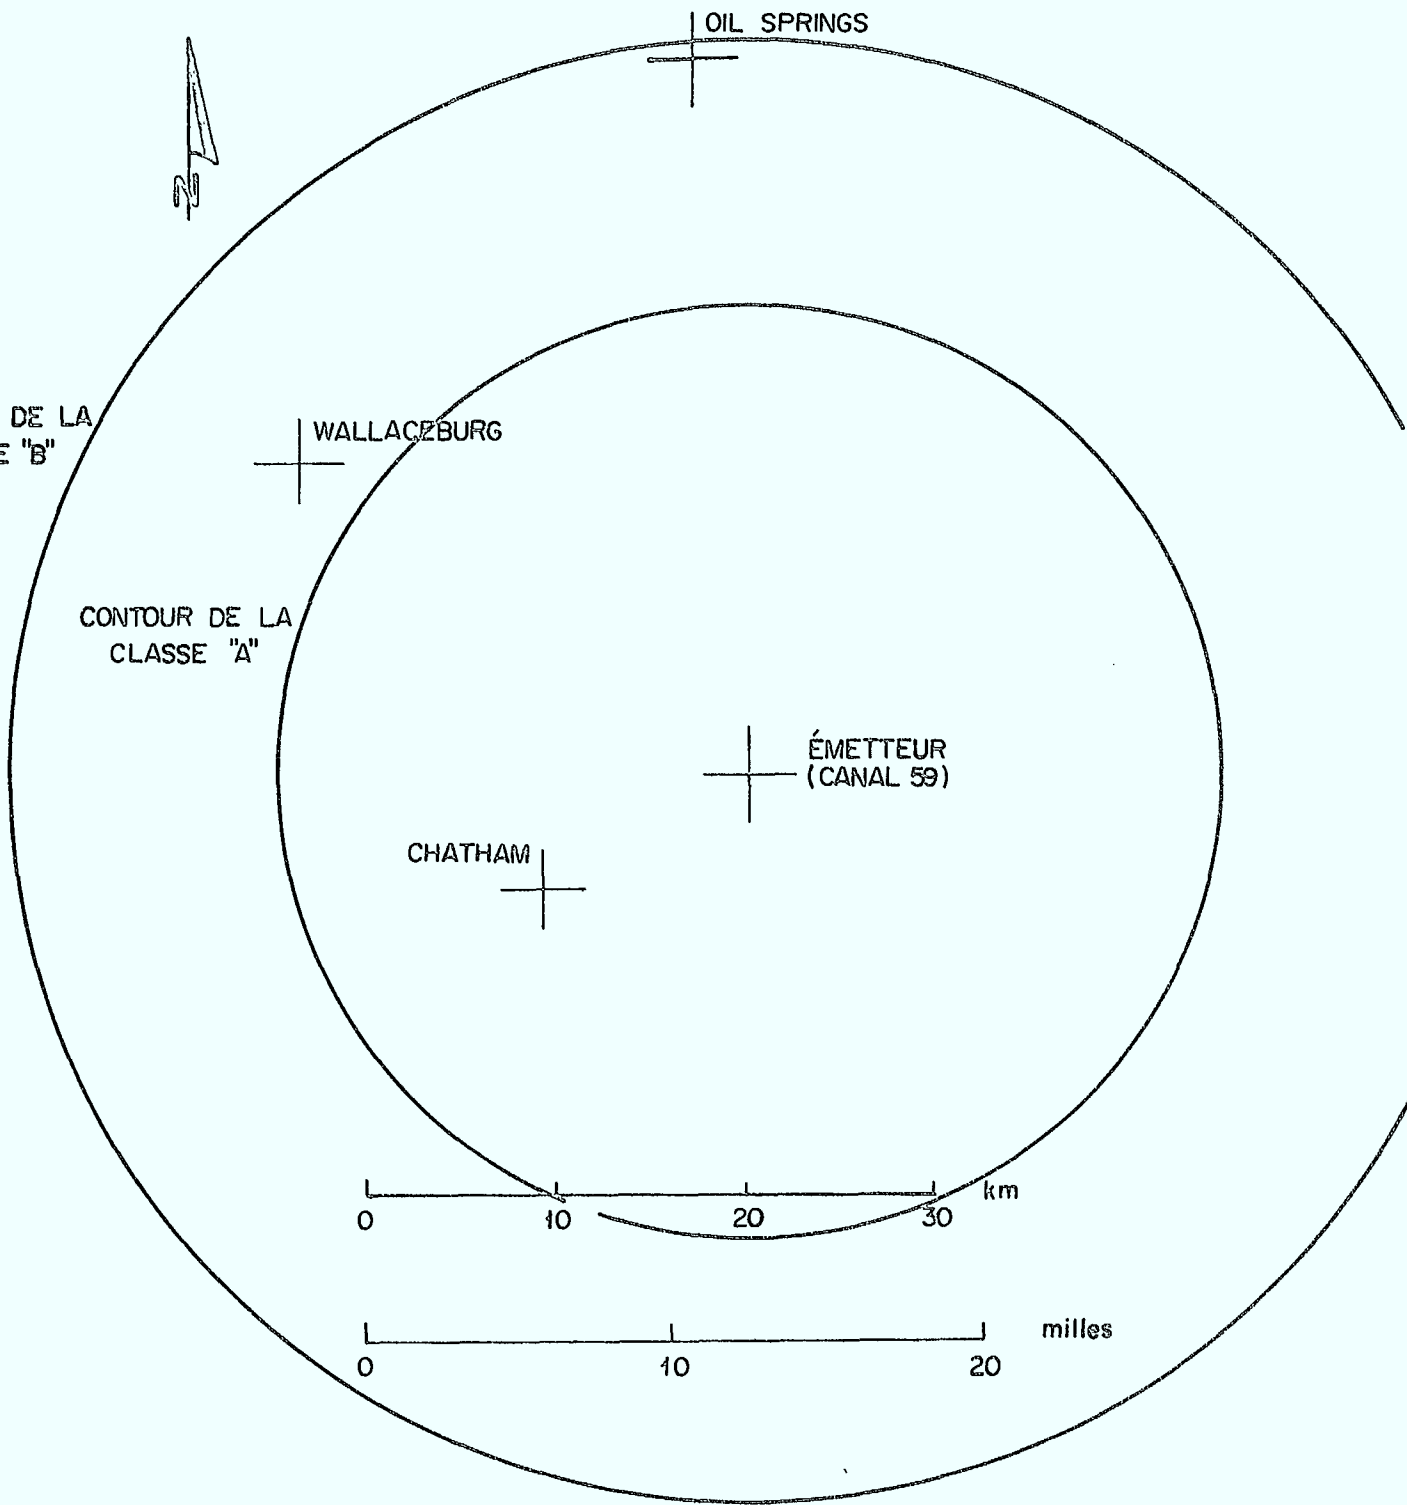 OIL SPRINGS
N
DE LA
E "B"
WALLACEBURG
CONTOUR DE LA
CLASSE "A"
ÉMETTEUR
(CANAL 59)
CHATHAM
km
0 10 20 30
milles
0 10 20